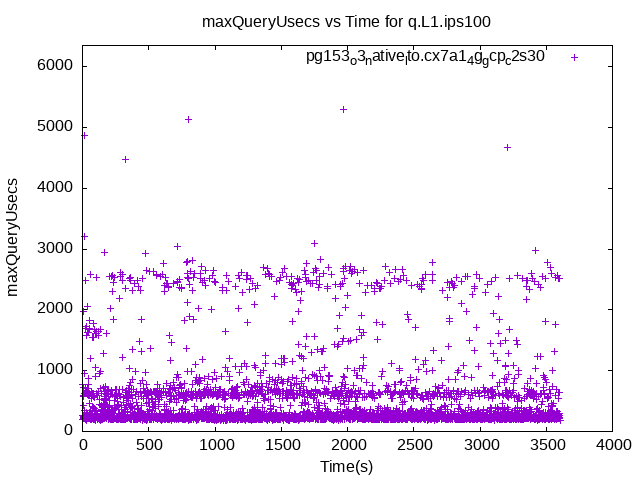 maxQueryUsecs vs Time for q.L1.ips100
pg153_o3_native_lto.cx7a1_4g_gcp_c2s30
6000
5000
4000
3000
2000
1000
0
maxQueryUsecs
0 500 1000 1500 2000 2500 3000 3500 4000
Time(s)